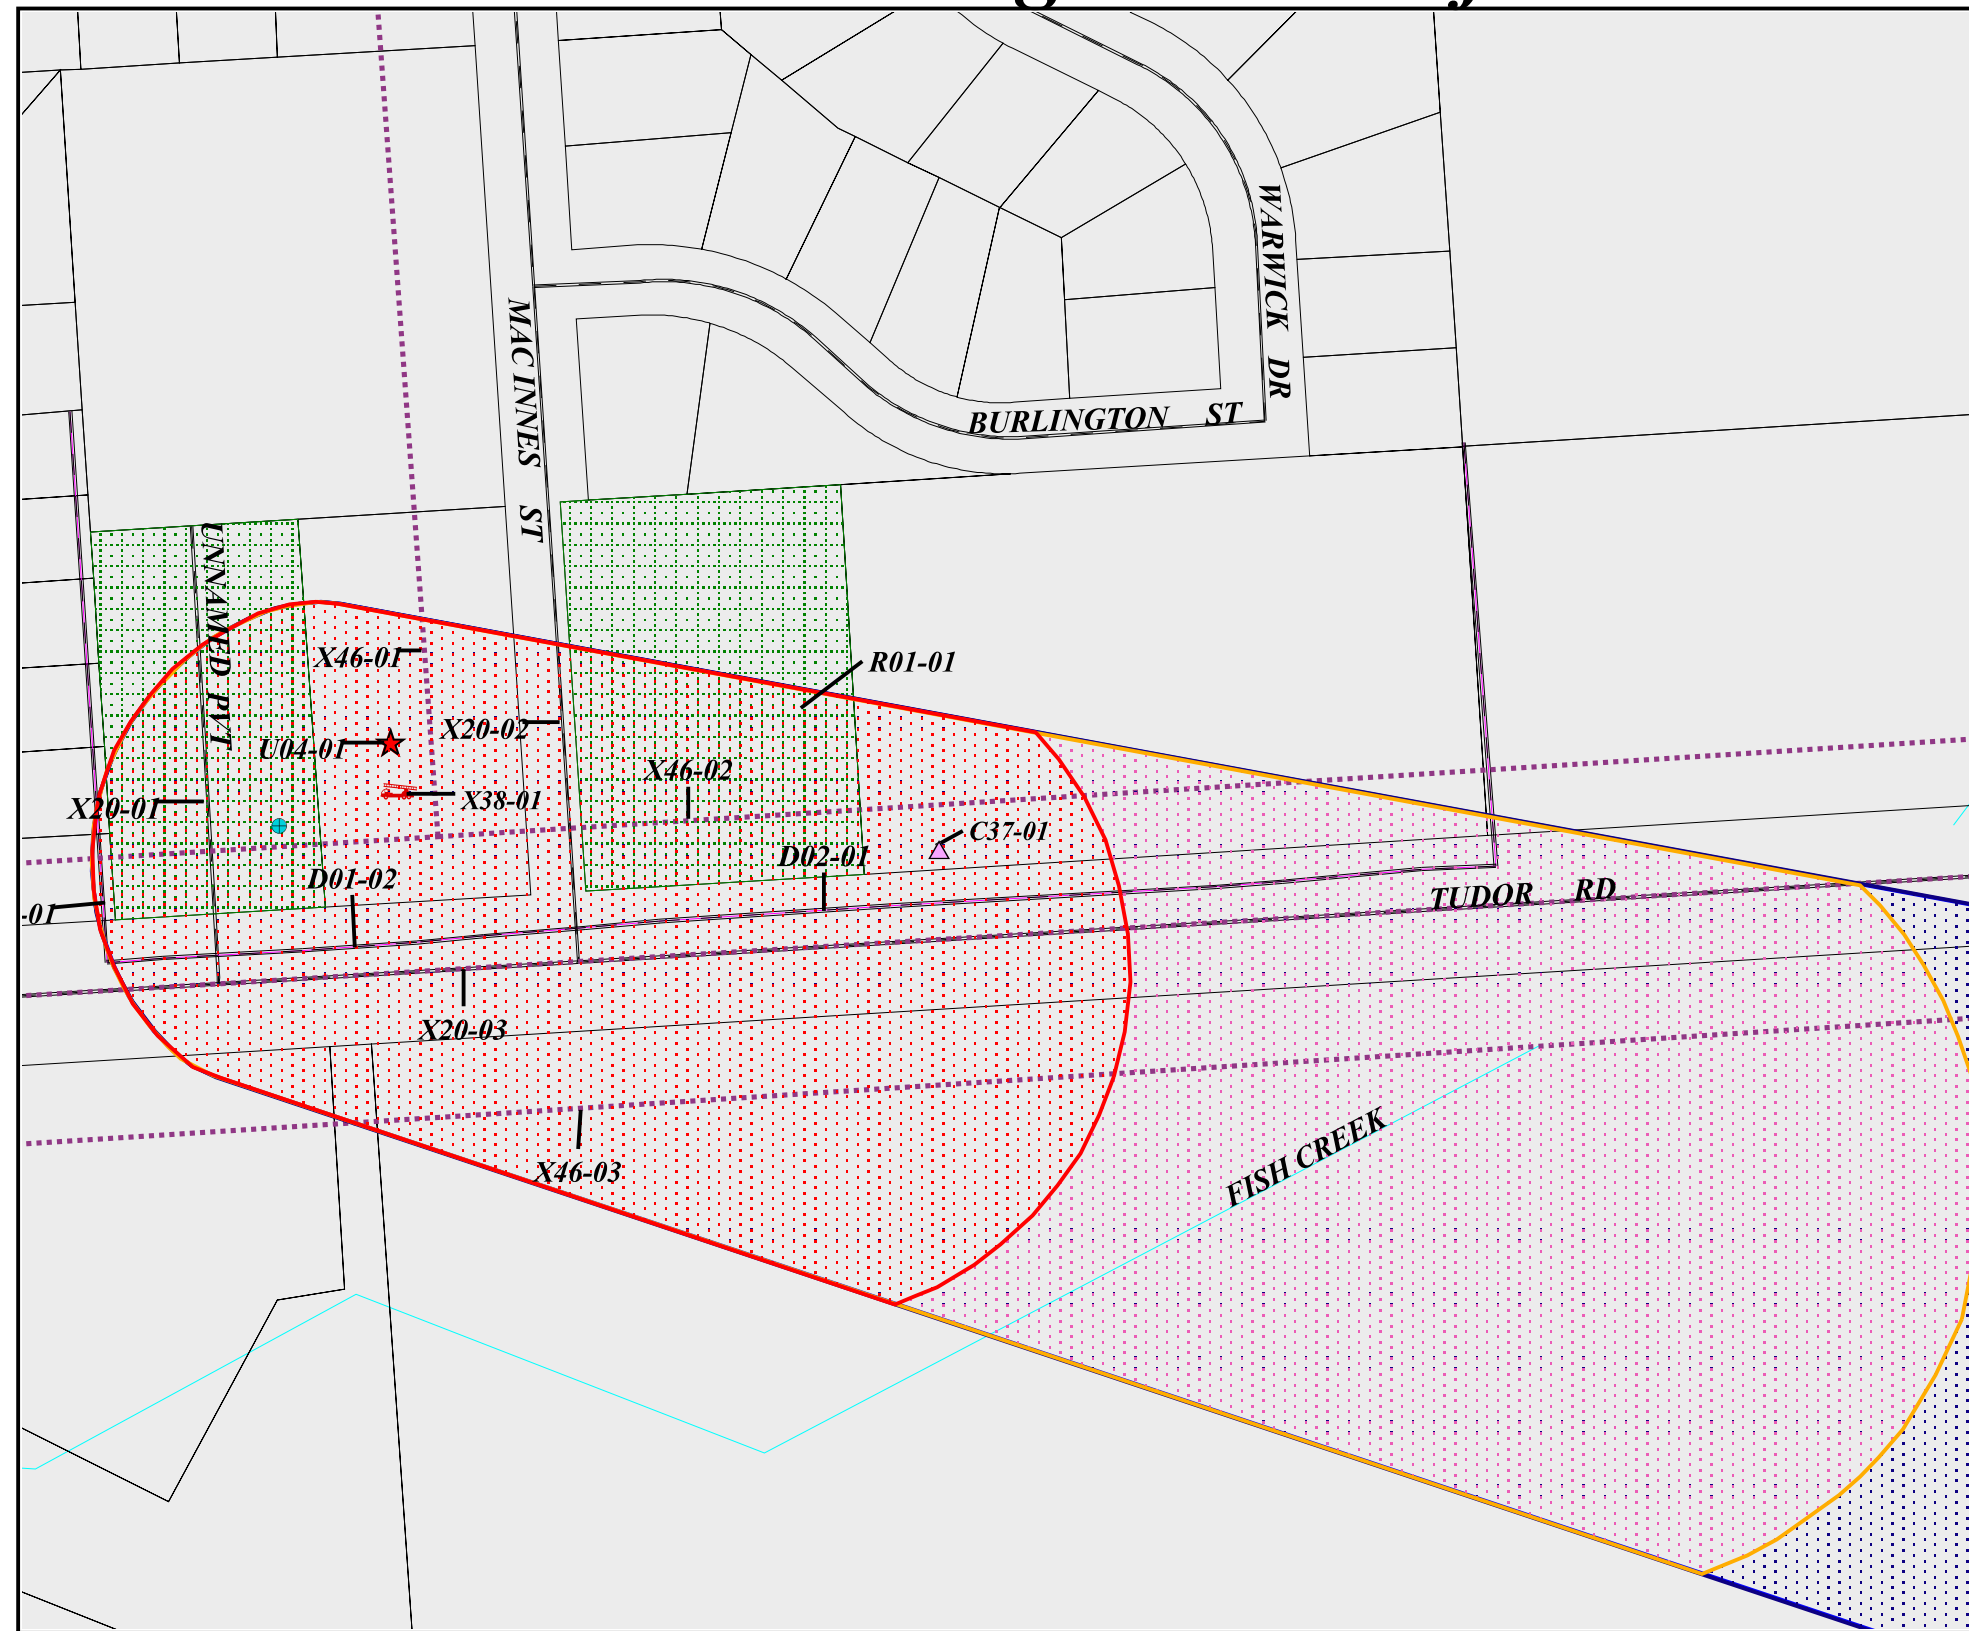 WARWICK DR
MAC INNES ST
BURLINGTON ST
UNNAMED PVT
X46-01
R01-01
X20-02
U04-01
X46-02
X20-01
X38-01
C37-01
D02-01
D01-02
TUDOR RD
-01
X20-03
FISH CREEK
X46-03